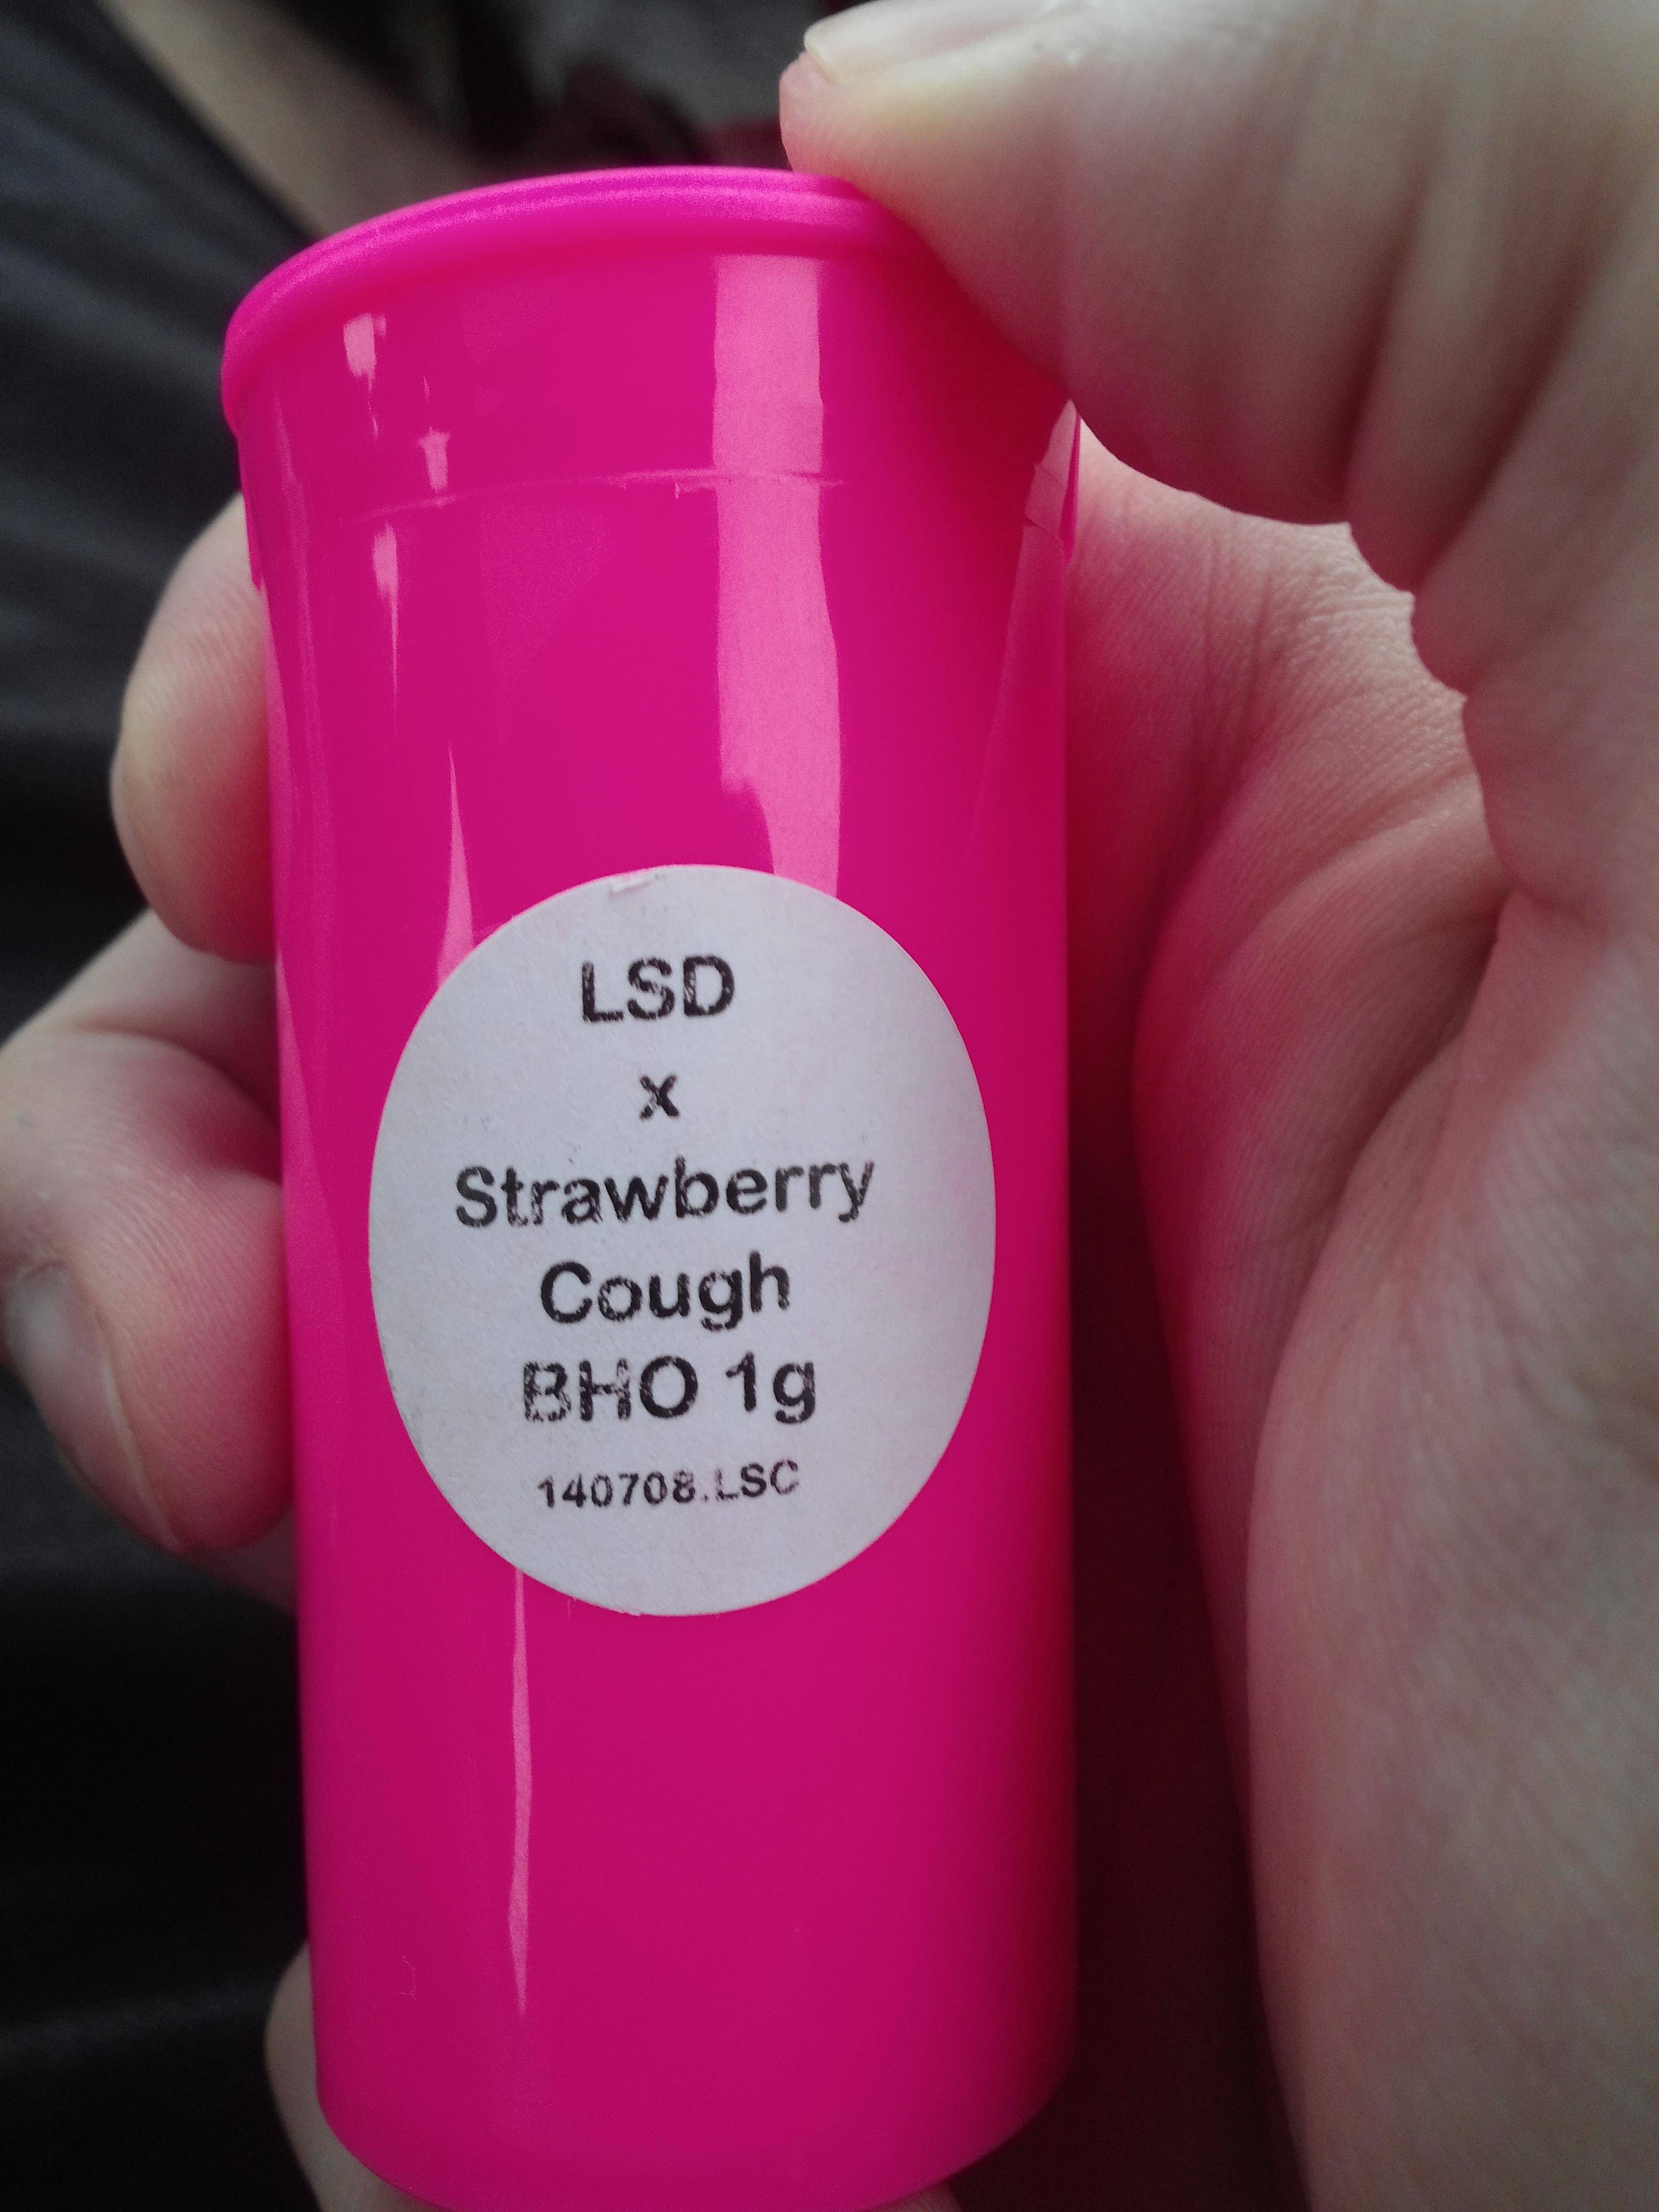 LSD
x
Strawberry
Cough
BHO 1g
140708.LSC